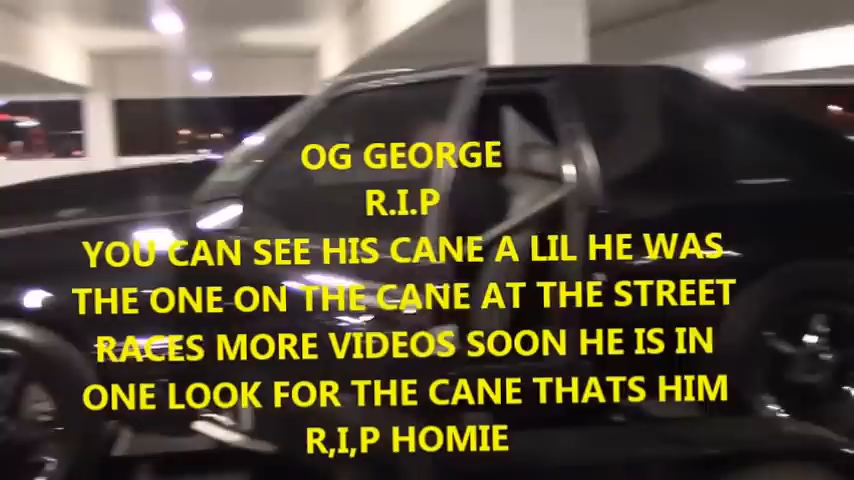 OG GEORGE
R.I.P
YOU CAN SEE HIS CANE A LIL HE WAS
THE ONE ON THE CANE AT THE STREET
RACES MORE VIDEOS SOON HE IS IN
ONE LOOK FOR THE CANE THATS HIM
R,I,P HOMIE